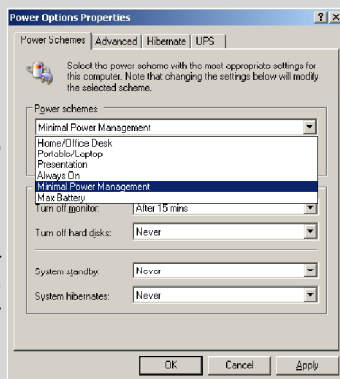 Power Options Properties
Power Schemes Advanced Hibernate UPS
Select the power scheme with the most appropriate settings for
this computer. Note that changing the settings below will modify
the selected scheme.
Power schemes
Minimal Power Management
Home/Office Desk
Portable/Laptop
Presentation
Always On
Minimal Power Management
Max Battery
Turn off monitor: After 15 mins
Turn off hard disks: Never
System standby: Never
System hibernates: Never
OK Cancel Apply